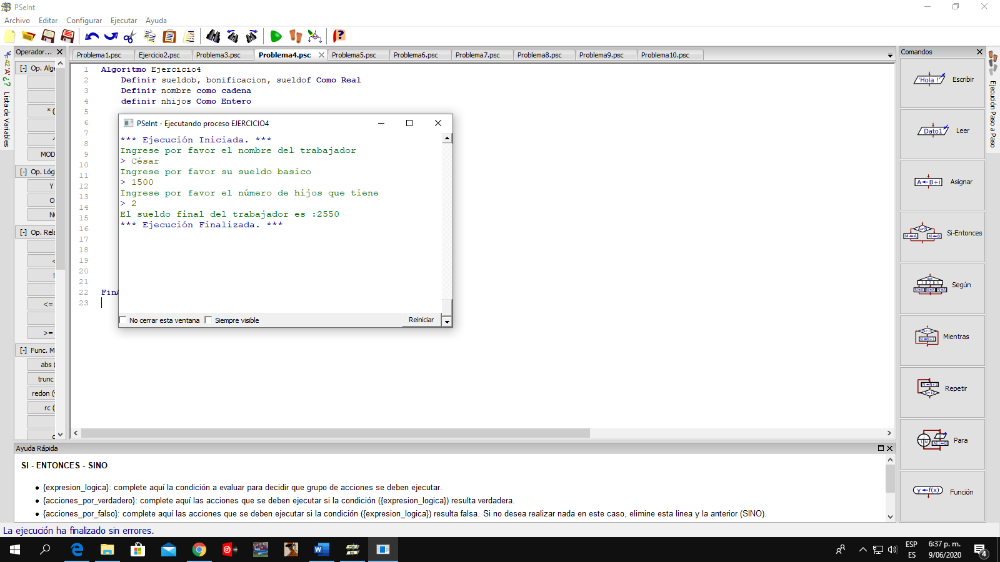 PSeInt
Archivo Editar Configurar Ejecutar Ayuda
Operador...
Problema1.psc Ejercicio2.psc Problema3.psc Problema4.psc Problema5.psc Problema6.psc Problema7.psc Problema8.psc Problema9.psc Problema10.psc
Comandos
Lista de Variables
[-] Op. Alge
* (
^
MOD
[-] Op. Lóg
Y
O
[-] Op. Rela
<
!
<=
>=
[-] Func. M
abs (
trunc
redon (
rc (
1 Algoritmo Ejercicio4
2 Definir sueldob, bonificacion, sueldof Como Real
3 Definir nombre como cadena
4 definir nhijos Como Entero
5
6
7
8
9
10
11
12
13
14
15
16
17
18
19
20
21
22 FinA
23
PSeInt - Ejecutando proceso EJERCICIO4
*** Ejecución Iniciada. ***
Ingrese por favor el nombre del trabajador
> César
Ingrese por favor su sueldo basico
> 1500
Ingrese por favor el número de hijos que tiene
> 2
El sueldo final del trabajador es :2550
*** Ejecución Finalizada. ***
No cerrar esta ventana Siempre visible Reiniciar
'Hola !' Escribir
Dato1 Leer
A←B+i Asignar
A>B M←A M←B Si-Entonces
Según
Mientras
Repetir
Para
y←f(x) Función
Ejecución Paso a Paso
Ayuda Rápida
SI - ENTONCES - SINO
• {expresion_logica}: complete aquí la condición a evaluar para decidir que grupo de acciones se deben ejecutar.
• {acciones_por_verdadero}: complete aquí las acciones que se deben ejecutar si la condición ({expresion_logica}) resulta verdadera.
• {acciones_por_falso}: complete aquí las acciones que se deben ejecutar si la condición ({expresion_logica}) resulta falsa. Si no desea realizar nada en este caso, elimine esta linea y la anterior (SINO).
La ejecución ha finalizado sin errores.
ESP
ES
6:37 p. m.
9/06/2020
4